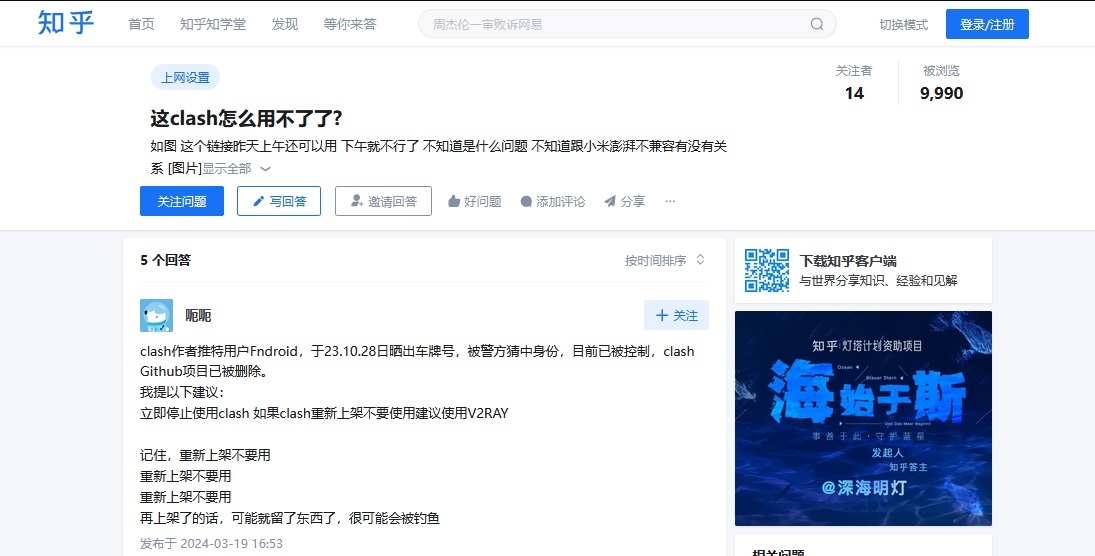 知乎 首页 知乎知学堂 发现 等你来答 周杰伦一审败诉网易 切换模式 登录/注册
上网设置
关注者 被浏览
14 9,990
这clash怎么用不了了？
如图 这个链接昨天上午还可以用 下午就不行了 不知道是什么问题 不知道跟小米澎湃不兼容有没有关
系 [图片]显示全部
关注问题 写回答 邀请回答 好问题 添加评论 分享 ...
5 个回答 按时间排序
呃呃 + 关注
clash作者推特用户Fndroid，于23.10.28日晒出车牌号，被警方猜中身份，目前已被控制，clash
Github项目已被删除。
我提以下建议：
立即停止使用clash 如果clash重新上架不要使用建议使用V2RAY
记住，重新上架不要用
重新上架不要用
重新上架不要用
再上架了的话，可能就留了东西了，很可能会被钓鱼
发布于 2024-03-19 16:53
下载知乎客户端
与世界分享知识、经验和见解
知乎 灯塔计划资助项目
Ozean
Blauer Stern
海始于斯
Und Das Meer Beginnt
事善于此·守护蓝星
发起人
知乎答主
@深海明灯
相关问题